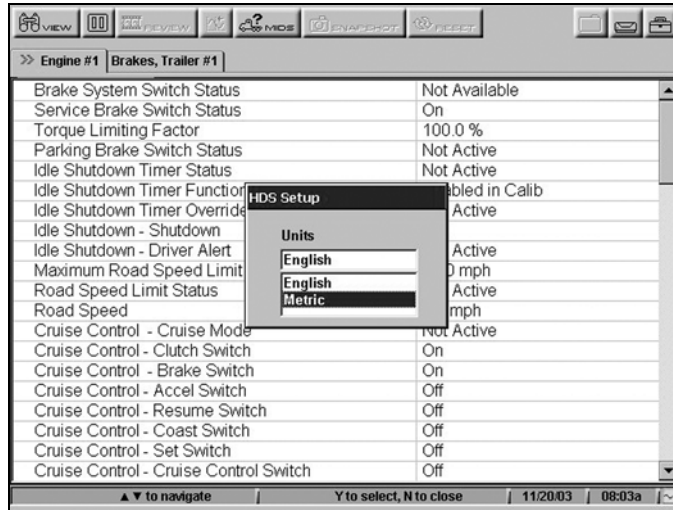 VIEW REVIEW MIDS SNAPSHOT RESET
>> Engine #1 Brakes, Trailer #1
Brake System Switch Status Not Available
Service Brake Switch Status On
Torque Limiting Factor 100.0 %
Parking Brake Switch Status Not Active
Idle Shutdown Timer Status Not Active
Idle Shutdown Timer Function abled in Calib
Idle Shutdown Timer Override Active
Idle Shutdown - Shutdown
Idle Shutdown - Driver Alert Active
Maximum Road Speed Limit mph
Road Speed Limit Status Active
Road Speed mph
HDS Setup
Units
English
English
Metric
Cruise Control - Cruise Mode Not Active
Cruise Control - Clutch Switch On
Cruise Control - Brake Switch On
Cruise Control - Accel Switch Off
Cruise Control - Resume Switch Off
Cruise Control - Coast Switch Off
Cruise Control - Set Switch Off
Cruise Control - Cruise Control Switch Off
▲ ▼ to navigate Y to select, N to close 11/20/03 08:03a